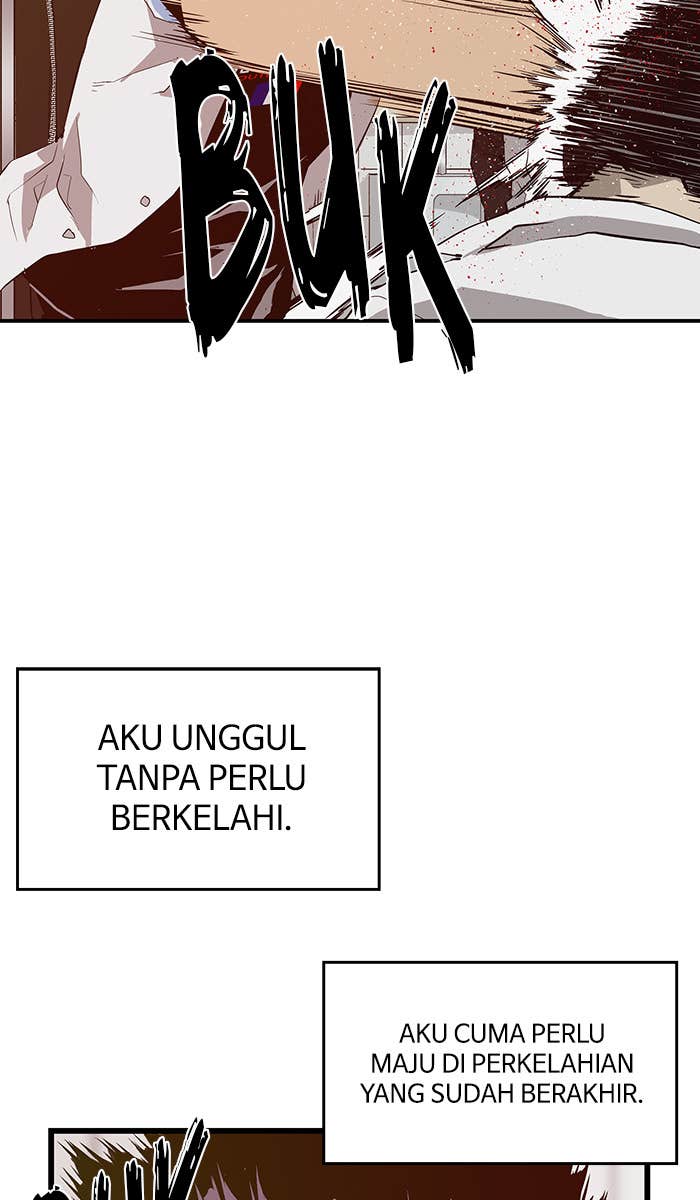 BUK
AKU UNGGUL
TANPA PERLU
BERKELAHI.
AKU CUMA PERLU
MAJU DI PERKELAHIAN
YANG SUDAH BERAKHIR.